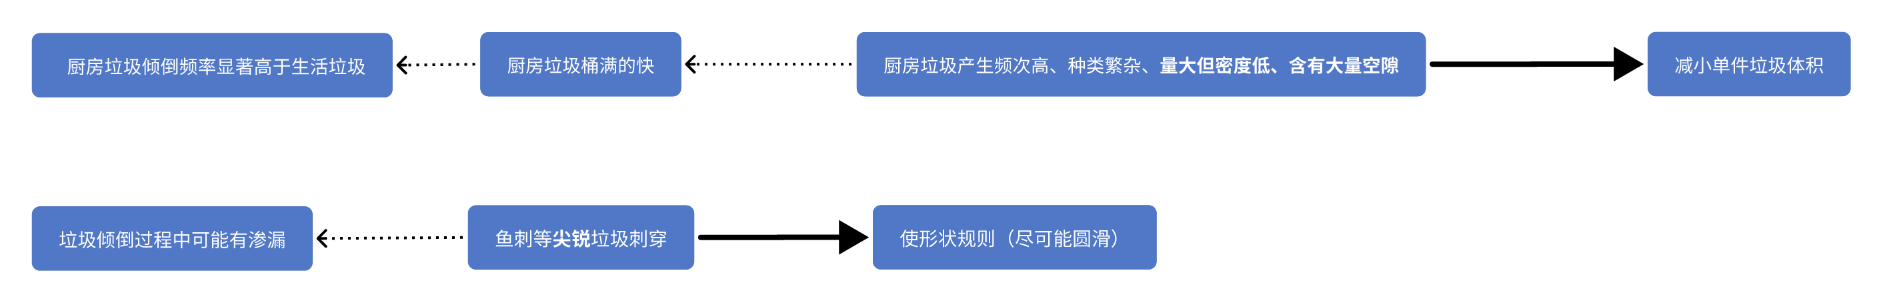 厨房垃圾倾倒频率显著高于生活垃圾
厨房垃圾桶满的快
厨房垃圾产生频次高、种类繁杂、量大但密度低、含有大量空隙
减小单件垃圾体积
垃圾倾倒过程中可能有渗漏
鱼刺等尖锐垃圾刺穿
使形状规则（尽可能圆滑）